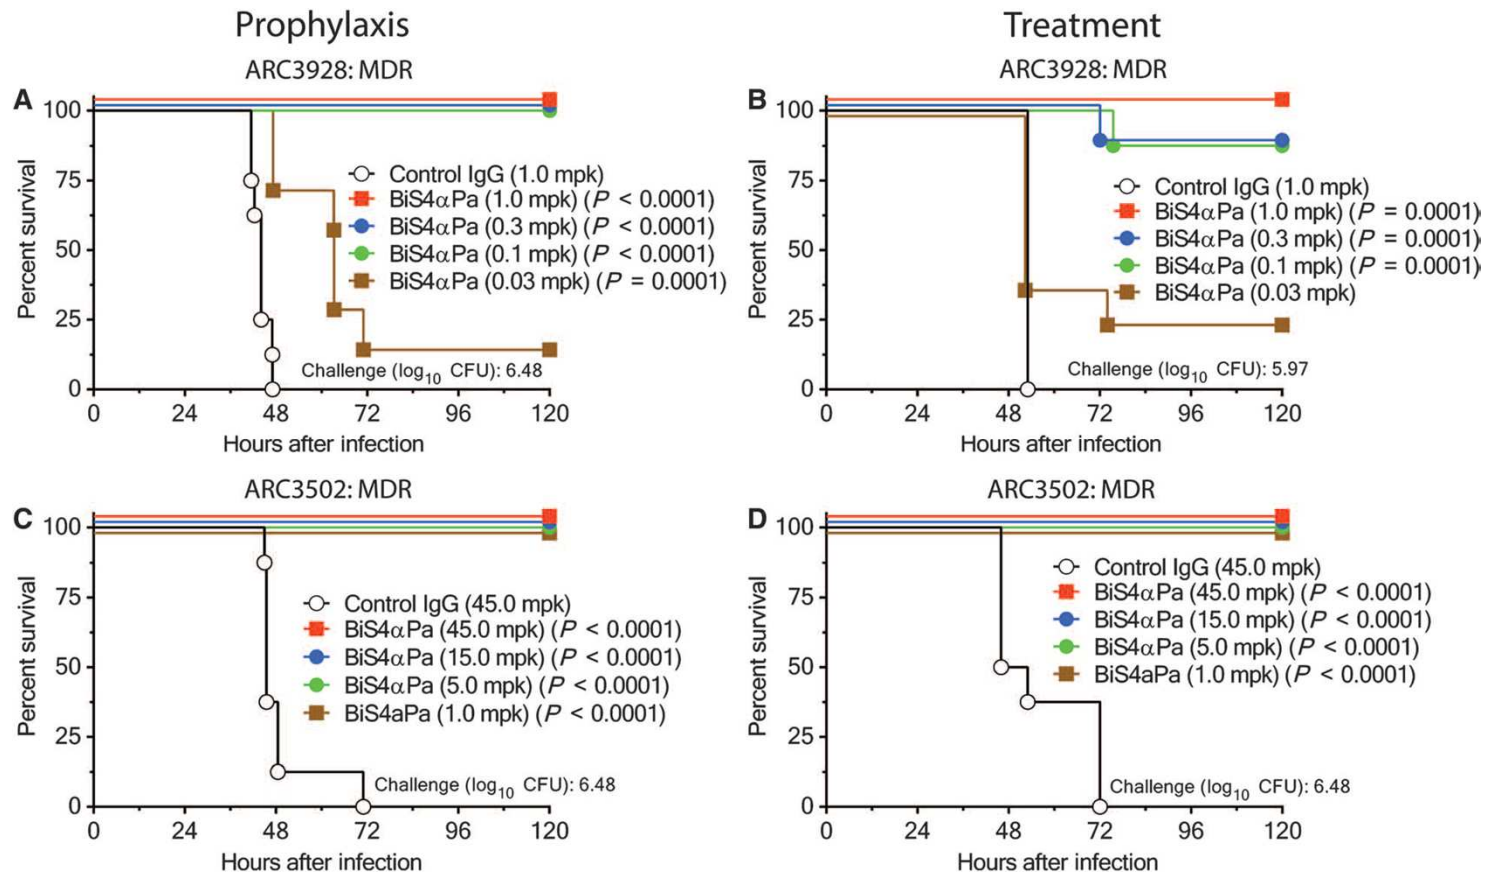 Prophylaxis
Treatment
ARC3928: MDR
A
100
75
50
25
0
Percent survival
Control IgG (1.0 mpk)
BiS4αPa (1.0 mpk) (P < 0.0001)
BiS4αPa (0.3 mpk) (P < 0.0001)
BiS4αPa (0.1 mpk) (P < 0.0001)
BiS4αPa (0.03 mpk) (P = 0.0001)
Challenge (log10 CFU): 6.48
0 24 48 72 96 120
Hours after infection
ARC3928: MDR
B
100
75
50
25
0
Percent survival
Control IgG (1.0 mpk)
BiS4αPa (1.0 mpk) (P = 0.0001)
BiS4αPa (0.3 mpk) (P = 0.0001)
BiS4αPa (0.1 mpk) (P = 0.0001)
BiS4αPa (0.03 mpk)
Challenge (log10 CFU): 5.97
0 24 48 72 96 120
Hours after infection
ARC3502: MDR
C
100
75
50
25
0
Percent survival
Control IgG (45.0 mpk)
BiS4αPa (45.0 mpk) (P < 0.0001)
BiS4αPa (15.0 mpk) (P < 0.0001)
BiS4αPa (5.0 mpk) (P < 0.0001)
BiS4aPa (1.0 mpk) (P < 0.0001)
Challenge (log10 CFU): 6.48
0 24 48 72 96 120
Hours after infection
ARC3502: MDR
D
100
75
50
25
0
Percent survival
Control IgG (45.0 mpk)
BiS4αPa (45.0 mpk) (P < 0.0001)
BiS4αPa (15.0 mpk) (P < 0.0001)
BiS4αPa (5.0 mpk) (P < 0.0001)
BiS4aPa (1.0 mpk) (P < 0.0001)
Challenge (log10 CFU): 6.48
0 24 48 72 96 120
Hours after infection